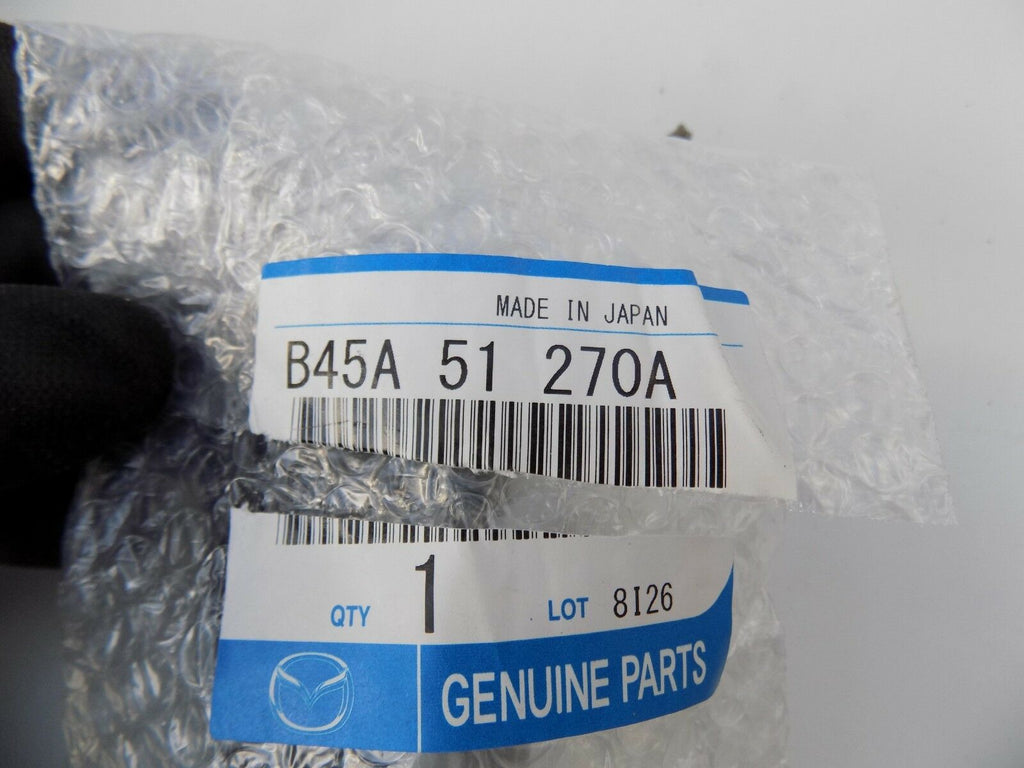 MADE IN JAPAN
B45A 51 270A
QTY 1 LOT 8I26
GENUINE PARTS